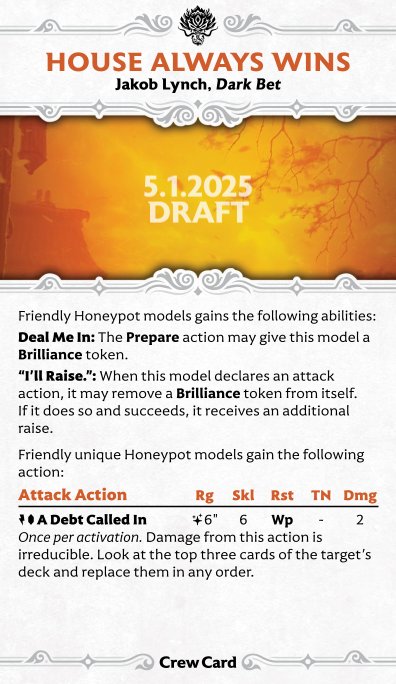 HOUSE ALWAYS WINS
Jakob Lynch, Dark Bet
5.1.2025
DRAFT
Friendly Honeypot models gains the following abilities:
Deal Me In: The Prepare action may give this model a
Brilliance token.
“I’ll Raise.”: When this model declares an attack
action, it may remove a Brilliance token from itself.
If it does so and succeeds, it receives an additional
raise.
Friendly unique Honeypot models gain the following
action:
Attack Action Rg Skl Rst TN Dmg
A Debt Called In 6" 6 Wp - 2
Once per activation. Damage from this action is
irreducible. Look at the top three cards of the target’s
deck and replace them in any order.
Crew Card